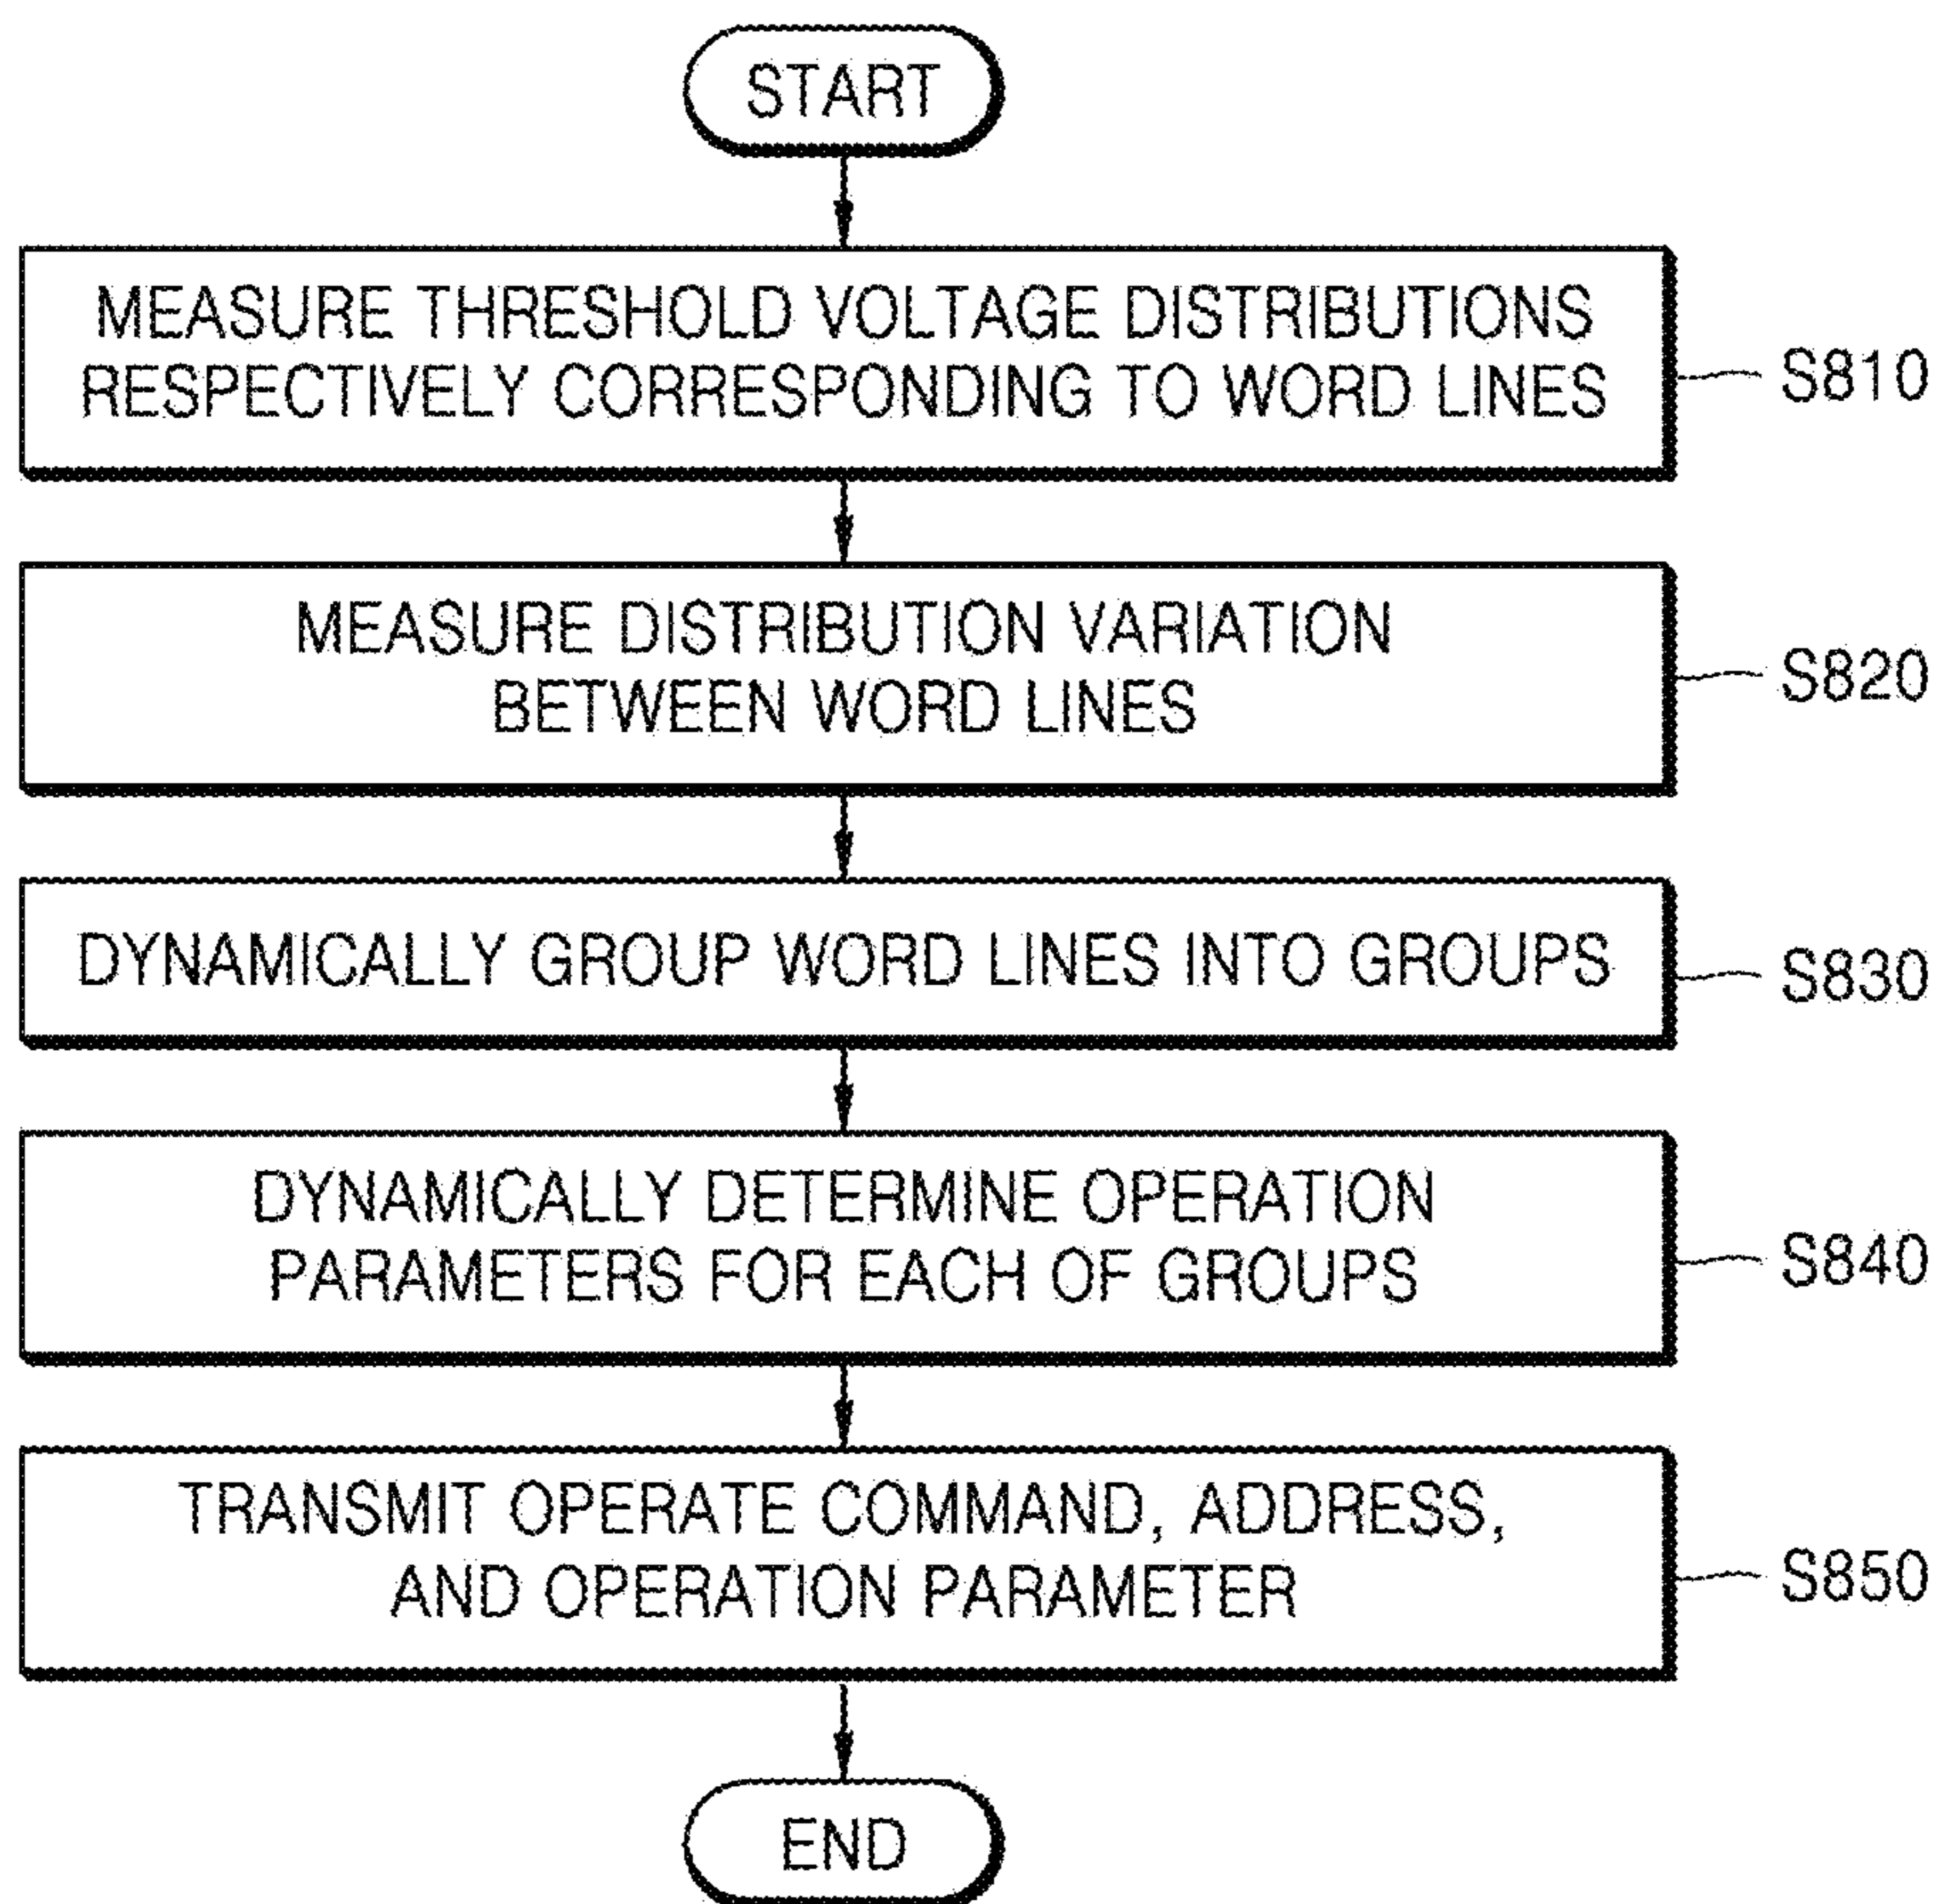 START
MEASURE THRESHOLD VOLTAGE DISTRIBUTIONS
RESPECTIVELY CORRESPONDING TO WORD LINES
S810
MEASURE DISTRIBUTION VARIATION
BETWEEN WORD LINES
S820
DYNAMICALLY GROUP WORD LINES INTO GROUPS
S830
DYNAMICALLY DETERMINE OPERATION
PARAMETERS FOR EACH OF GROUPS
S840
TRANSMIT OPERATE COMMAND, ADDRESS,
AND OPERATION PARAMETER
S850
END